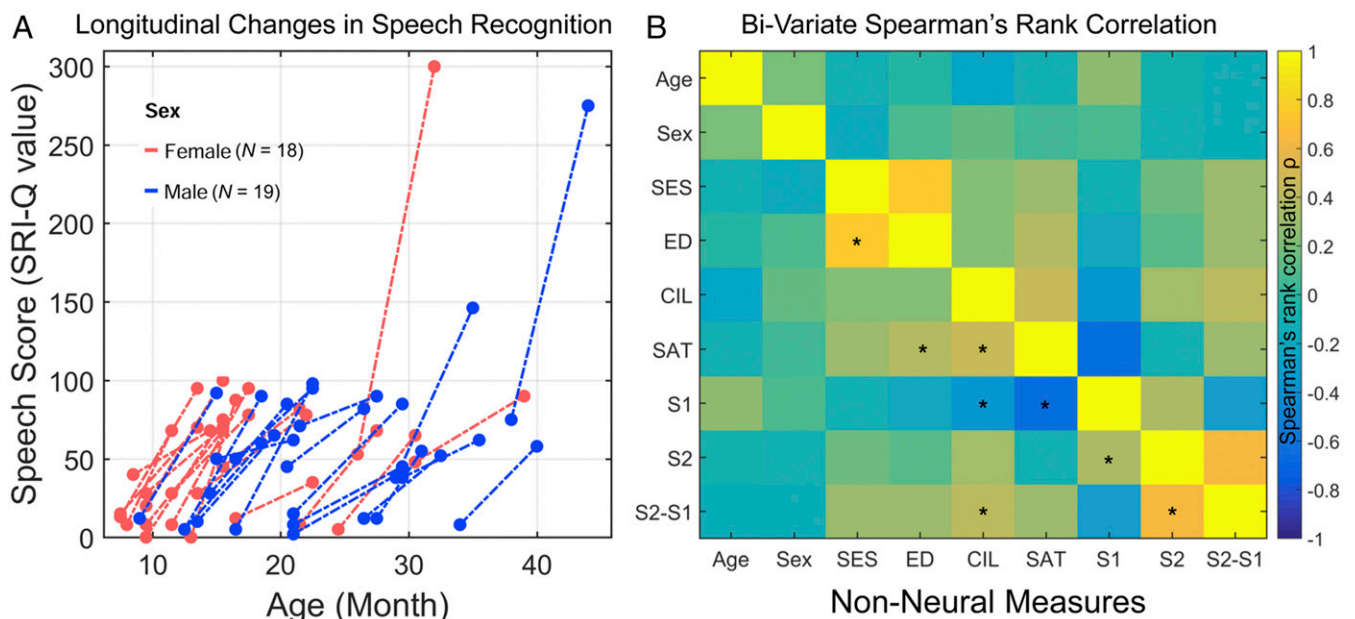 A Longitudinal Changes in Speech Recognition
Speech Score (SRI-Q value)
300
250
200
150
100
50
0
Sex
Female (N = 18)
Male (N = 19)
10 20 30 40
Age (Month)
B Bi-Variate Spearman's Rank Correlation
Age
Sex
SES
ED
CIL
SAT
S1
S2
S2-S1
*
* *
* *
*
* *
Age Sex SES ED CIL SAT S1 S2 S2-S1
Non-Neural Measures
1
0.8
0.6
0.4
0.2
0
-0.2
-0.4
-0.6
-0.8
-1
Spearman's rank correlation ρ